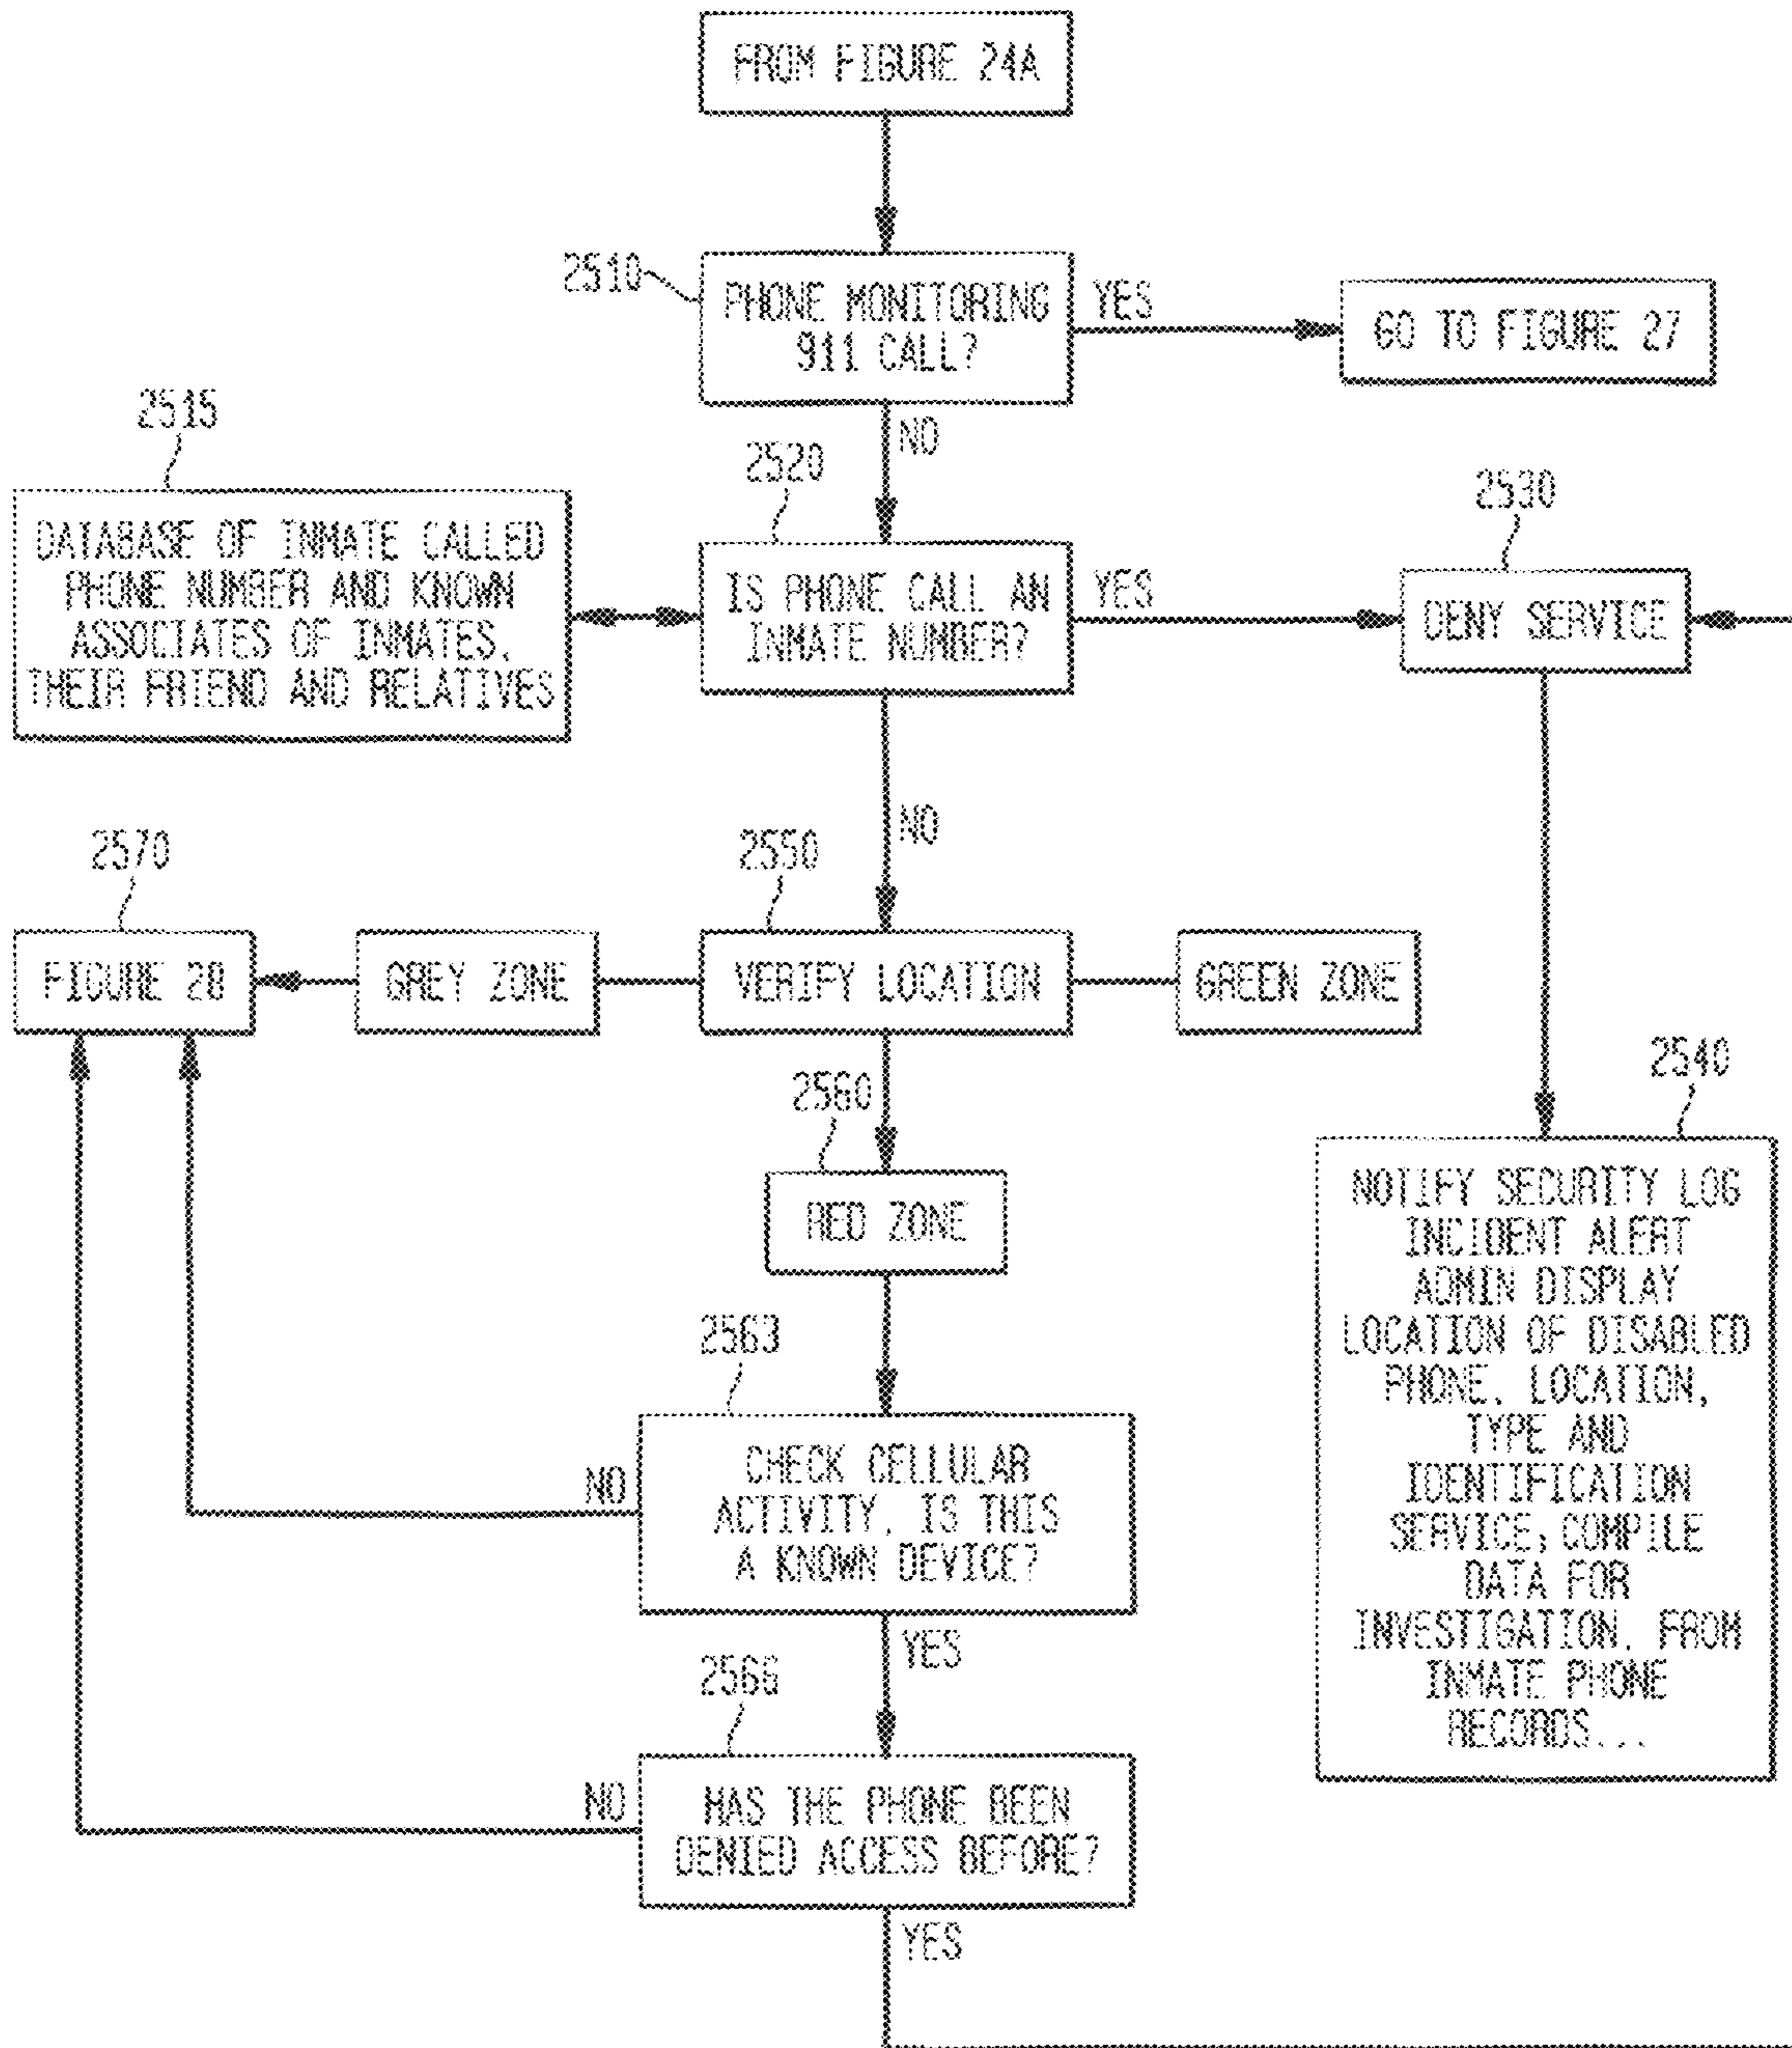 FROM FIGURE 24A
2510
PHONE MONITORING
911 CALL?
YES
GO TO FIGURE 27
NO
2515
DATABASE OF INMATE CALLED
PHONE NUMBER AND KNOWN
ASSOCIATES OF INMATES,
THEIR FRIEND AND RELATIVES
2520
IS PHONE CALL AN
INMATE NUMBER?
YES
2530
DENY SERVICE
NO
2570
FIGURE 28
GREY ZONE
2550
VERIFY LOCATION
GREEN ZONE
2560
RED ZONE
2540
NOTIFY SECURITY LOG
INCIDENT ALERT
ADMIN DISPLAY
LOCATION OF DISABLED
PHONE, LOCATION,
TYPE AND
IDENTIFICATION
SERVICE; COMPILE
DATA FOR
INVESTIGATION, FROM
INMATE PHONE
RECORDS...
2563
CHECK CELLULAR
ACTIVITY, IS THIS
A KNOWN DEVICE?
NO
YES
2566
HAS THE PHONE BEEN
DENIED ACCESS BEFORE?
NO
YES